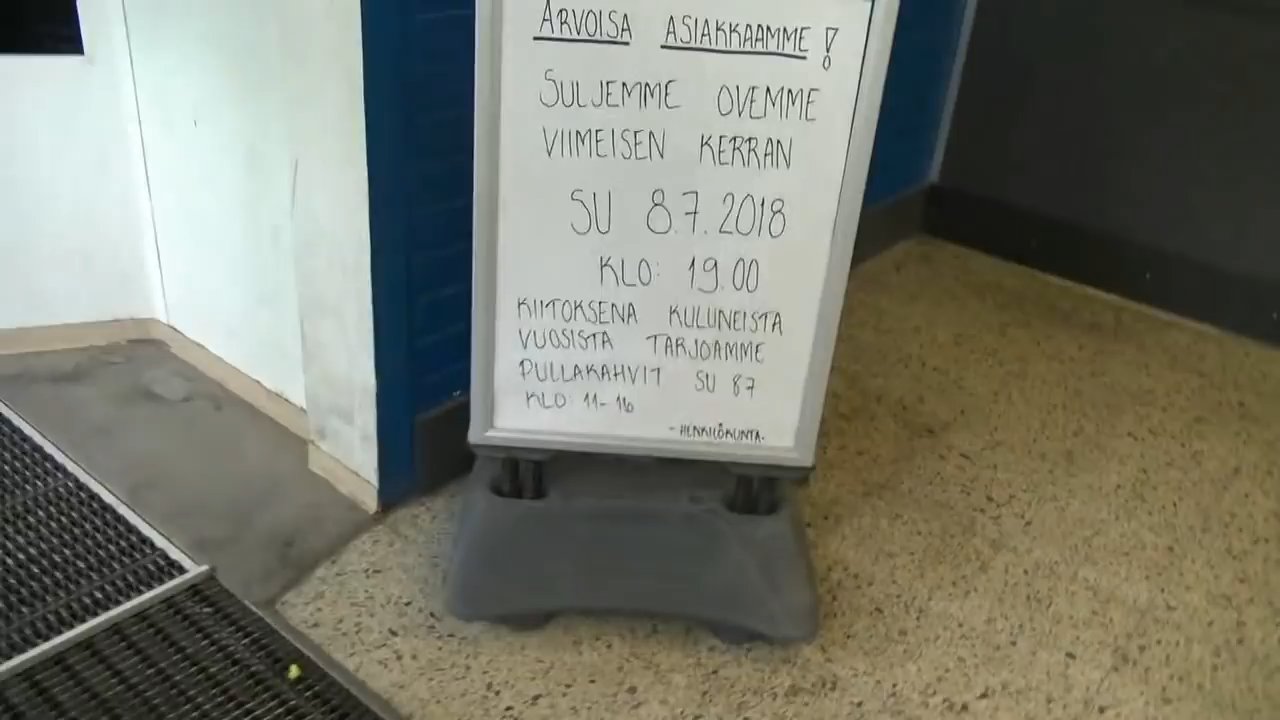 ARVOISA ASIAKKAAMME!
SULJEMME OVEMME
VIIMEISEN KERRAN
SU 8.7.2018
KLO: 19.00
KIITOKSENA KULUNEISTA
VUOSISTA TARJOAMME
PULLAKAHVIT SU 8.7
KLO: 11-16
-HENKILÖKUNTA-